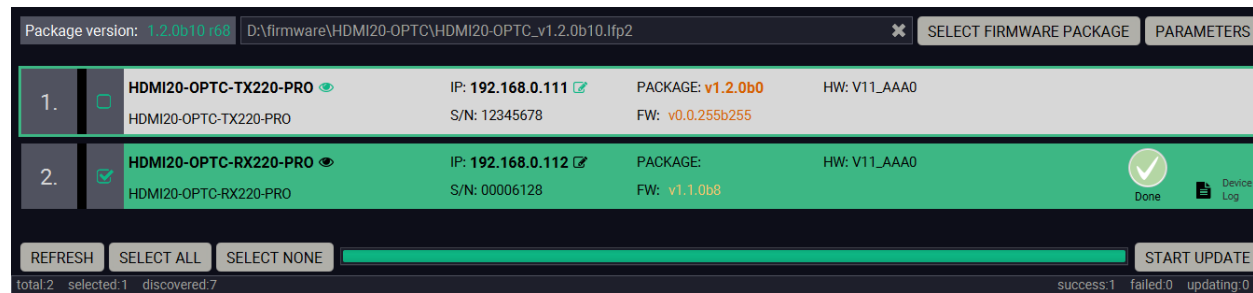 Package version: 1.2.0b10 r68 D:\firmware\HDMI20-OPTC\HDMI20-OPTC_v1.2.0b10.lfp2 SELECT FIRMWARE PACKAGE PARAMETERS
1. HDMI20-OPTC-TX220-PRO IP: 192.168.0.111 PACKAGE: v1.2.0b0 HW: V11_AAA0
HDMI20-OPTC-TX220-PRO S/N: 12345678 FW: v0.0.255b255
2. HDMI20-OPTC-RX220-PRO IP: 192.168.0.112 PACKAGE: HW: V11_AAA0
HDMI20-OPTC-RX220-PRO S/N: 00006128 FW: v1.1.0b8 Done Device Log
REFRESH SELECT ALL SELECT NONE START UPDATE
total:2 selected:1 discovered:7 success:1 failed:0 updating:0